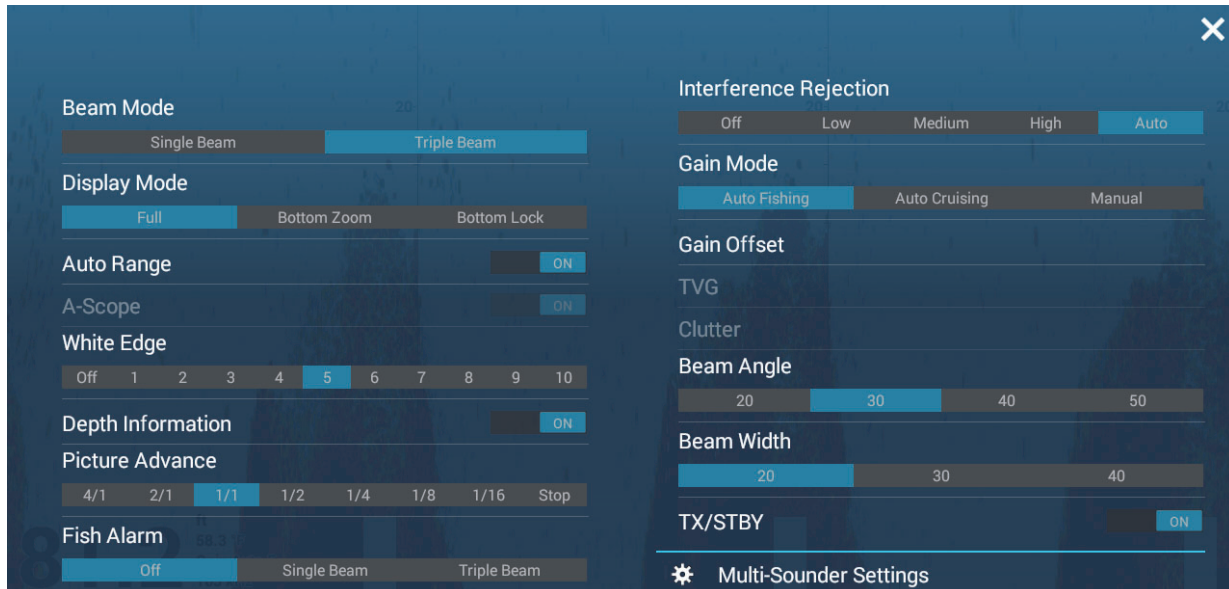 Beam Mode
Single Beam Triple Beam
Display Mode
Full Bottom Zoom Bottom Lock
Auto Range ON
A-Scope ON
White Edge
Off 1 2 3 4 5 6 7 8 9 10
Depth Information ON
Picture Advance
4/1 2/1 1/1 1/2 1/4 1/8 1/16 Stop
Fish Alarm
Off Single Beam Triple Beam
Interference Rejection
Off Low Medium High Auto
Gain Mode
Auto Fishing Auto Cruising Manual
Gain Offset
TVG
Clutter
Beam Angle
20 30 40 50
Beam Width
20 30 40
TX/STBY ON
Multi-Sounder Settings
20
20
58.3